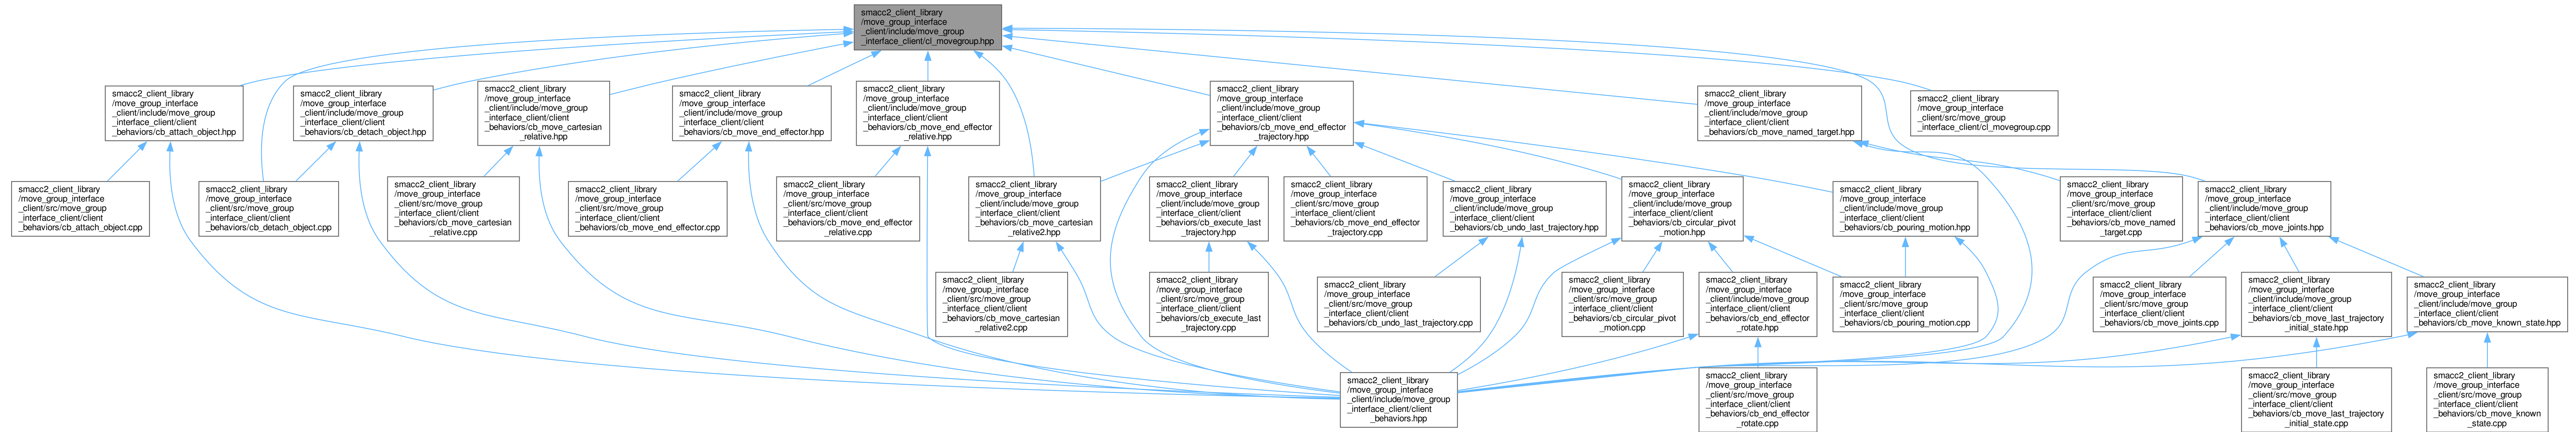 smacc2_client_library
/move_group_interface
_client/include/move_group
_interface_client/cl_movegroup.hpp
smacc2_client_library
/move_group_interface
_client/include/move_group
_interface_client/client
_behaviors/cb_attach_object.hpp
smacc2_client_library
/move_group_interface
_client/include/move_group
_interface_client/client
_behaviors/cb_detach_object.hpp
smacc2_client_library
/move_group_interface
_client/include/move_group
_interface_client/client
_behaviors/cb_move_cartesian
_relative.hpp
smacc2_client_library
/move_group_interface
_client/include/move_group
_interface_client/client
_behaviors/cb_move_end_effector.hpp
smacc2_client_library
/move_group_interface
_client/include/move_group
_interface_client/client
_behaviors/cb_move_end_effector
_relative.hpp
smacc2_client_library
/move_group_interface
_client/include/move_group
_interface_client/client
_behaviors/cb_move_end_effector
_trajectory.hpp
smacc2_client_library
/move_group_interface
_client/include/move_group
_interface_client/client
_behaviors/cb_move_named_target.hpp
smacc2_client_library
/move_group_interface
_client/src/move_group
_interface_client/cl_movegroup.cpp
smacc2_client_library
/move_group_interface
_client/src/move_group
_interface_client/client
_behaviors/cb_attach_object.cpp
smacc2_client_library
/move_group_interface
_client/src/move_group
_interface_client/client
_behaviors/cb_detach_object.cpp
smacc2_client_library
/move_group_interface
_client/src/move_group
_interface_client/client
_behaviors/cb_move_cartesian
_relative.cpp
smacc2_client_library
/move_group_interface
_client/src/move_group
_interface_client/client
_behaviors/cb_move_end_effector.cpp
smacc2_client_library
/move_group_interface
_client/src/move_group
_interface_client/client
_behaviors/cb_move_end_effector
_relative.cpp
smacc2_client_library
/move_group_interface
_client/include/move_group
_interface_client/client
_behaviors/cb_move_cartesian
_relative2.hpp
smacc2_client_library
/move_group_interface
_client/include/move_group
_interface_client/client
_behaviors/cb_execute_last
_trajectory.hpp
smacc2_client_library
/move_group_interface
_client/src/move_group
_interface_client/client
_behaviors/cb_move_end_effector
_trajectory.cpp
smacc2_client_library
/move_group_interface
_client/include/move_group
_interface_client/client
_behaviors/cb_undo_last_trajectory.hpp
smacc2_client_library
/move_group_interface
_client/include/move_group
_interface_client/client
_behaviors/cb_circular_pivot
_motion.hpp
smacc2_client_library
/move_group_interface
_client/include/move_group
_interface_client/client
_behaviors/cb_pouring_motion.hpp
smacc2_client_library
/move_group_interface
_client/src/move_group
_interface_client/client
_behaviors/cb_move_named
_target.cpp
smacc2_client_library
/move_group_interface
_client/include/move_group
_interface_client/client
_behaviors/cb_move_joints.hpp
smacc2_client_library
/move_group_interface
_client/src/move_group
_interface_client/client
_behaviors/cb_move_cartesian
_relative2.cpp
smacc2_client_library
/move_group_interface
_client/src/move_group
_interface_client/client
_behaviors/cb_execute_last
_trajectory.cpp
smacc2_client_library
/move_group_interface
_client/src/move_group
_interface_client/client
_behaviors/cb_undo_last_trajectory.cpp
smacc2_client_library
/move_group_interface
_client/src/move_group
_interface_client/client
_behaviors/cb_circular_pivot
_motion.cpp
smacc2_client_library
/move_group_interface
_client/include/move_group
_interface_client/client
_behaviors/cb_end_effector
_rotate.hpp
smacc2_client_library
/move_group_interface
_client/src/move_group
_interface_client/client
_behaviors/cb_pouring_motion.cpp
smacc2_client_library
/move_group_interface
_client/src/move_group
_interface_client/client
_behaviors/cb_move_joints.cpp
smacc2_client_library
/move_group_interface
_client/include/move_group
_interface_client/client
_behaviors/cb_move_last_trajectory
_initial_state.hpp
smacc2_client_library
/move_group_interface
_client/include/move_group
_interface_client/client
_behaviors/cb_move_known_state.hpp
smacc2_client_library
/move_group_interface
_client/include/move_group
_interface_client/client
_behaviors.hpp
smacc2_client_library
/move_group_interface
_client/src/move_group
_interface_client/client
_behaviors/cb_end_effector
_rotate.cpp
smacc2_client_library
/move_group_interface
_client/src/move_group
_interface_client/client
_behaviors/cb_move_last_trajectory
_initial_state.cpp
smacc2_client_library
/move_group_interface
_client/src/move_group
_interface_client/client
_behaviors/cb_move_known
_state.cpp